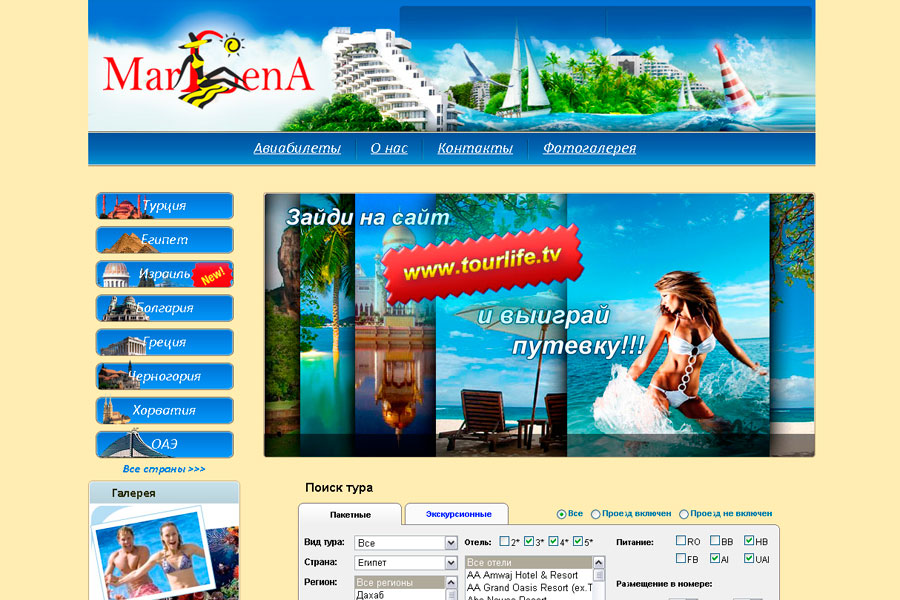 MariLenA
Авиабилеты О нас Контакты Фотогалерея
Турция
Египет
Израиль New!
Болгария
Греция
Черногория
Хорватия
ОАЭ
Все страны >>>
Галерея
Зайди на сайт
www.tourlife.tv
и выиграй
путевку!!!
Поиск тура
Пакетные Экскурсионные Все Проезд включен Проезд не включен
Вид тура: Все Отель: 2* 3* 4* 5* Питание: RO BB HB
FB AI UAI
Страна: Египет Все отели
AA Amwaj Hotel & Resort
Регион: Все регионы AA Grand Oasis Resort (ex.T Размещение в номере:
Дахаб